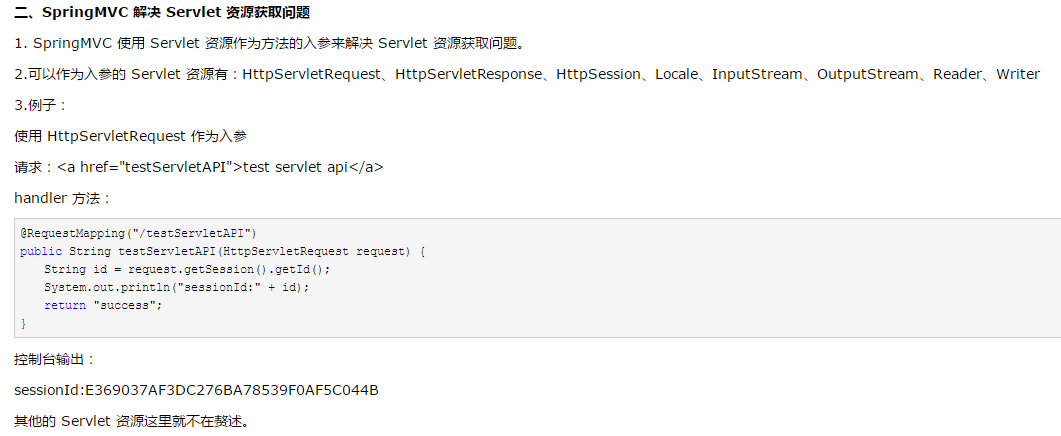 二、SpringMVC 解决 Servlet 资源获取问题
1. SpringMVC 使用 Servlet 资源作为方法的入参来解决 Servlet 资源获取问题。
2.可以作为入参的 Servlet 资源有：HttpServletRequest、HttpServletResponse、HttpSession、Locale、InputStream、OutputStream、Reader、Writer
3.例子：
使用 HttpServletRequest 作为入参
请求：<a href="testServletAPI">test servlet api</a>
handler 方法：
@RequestMapping("/testServletAPI")
public String testServletAPI(HttpServletRequest request) {
    String id = request.getSession().getId();
    System.out.println("sessionId:" + id);
    return "success";
}
控制台输出：
sessionId:E369037AF3DC276BA78539F0AF5C044B
其他的 Servlet 资源这里就不在赘述。